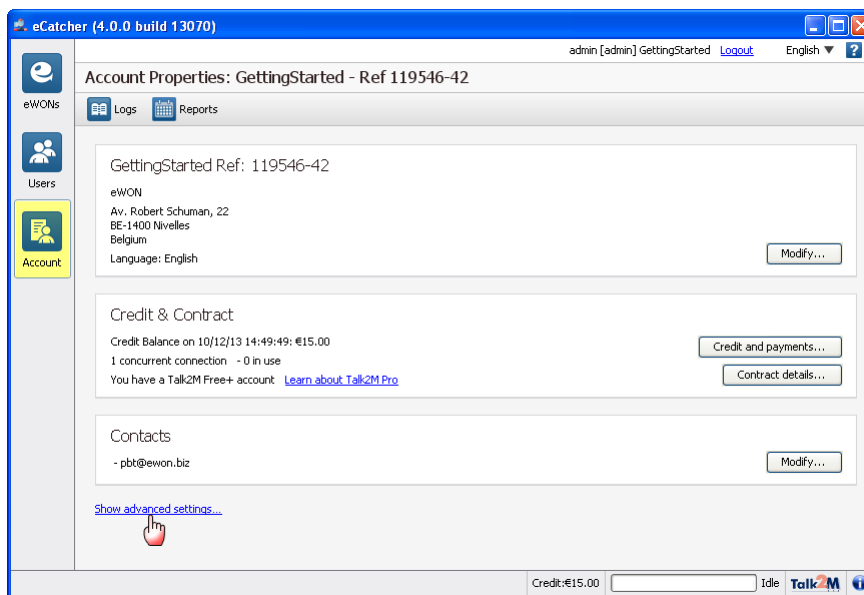 eCatcher (4.0.0 build 13070)
admin [admin] GettingStarted Logout English ▼ ?
eWONs
Users
Account
Account Properties: GettingStarted - Ref 119546-42
Logs Reports
GettingStarted Ref: 119546-42
eWON
Av. Robert Schuman, 22
BE-1400 Nivelles
Belgium
Language: English
Modify...
Credit & Contract
Credit Balance on 10/12/13 14:49:49: €15.00
1 concurrent connection - 0 in use
You have a Talk2M Free+ account Learn about Talk2M Pro
Credit and payments...
Contract details...
Contacts
- pbt@ewon.biz
Modify...
Show advanced settings...
Credit:€15.00 Idle Talk2M i